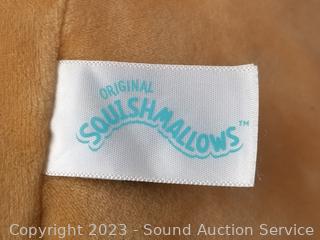 ORIGINAL
SQUISHMALLOWS™
Copyright 2023 - Sound Auction Service